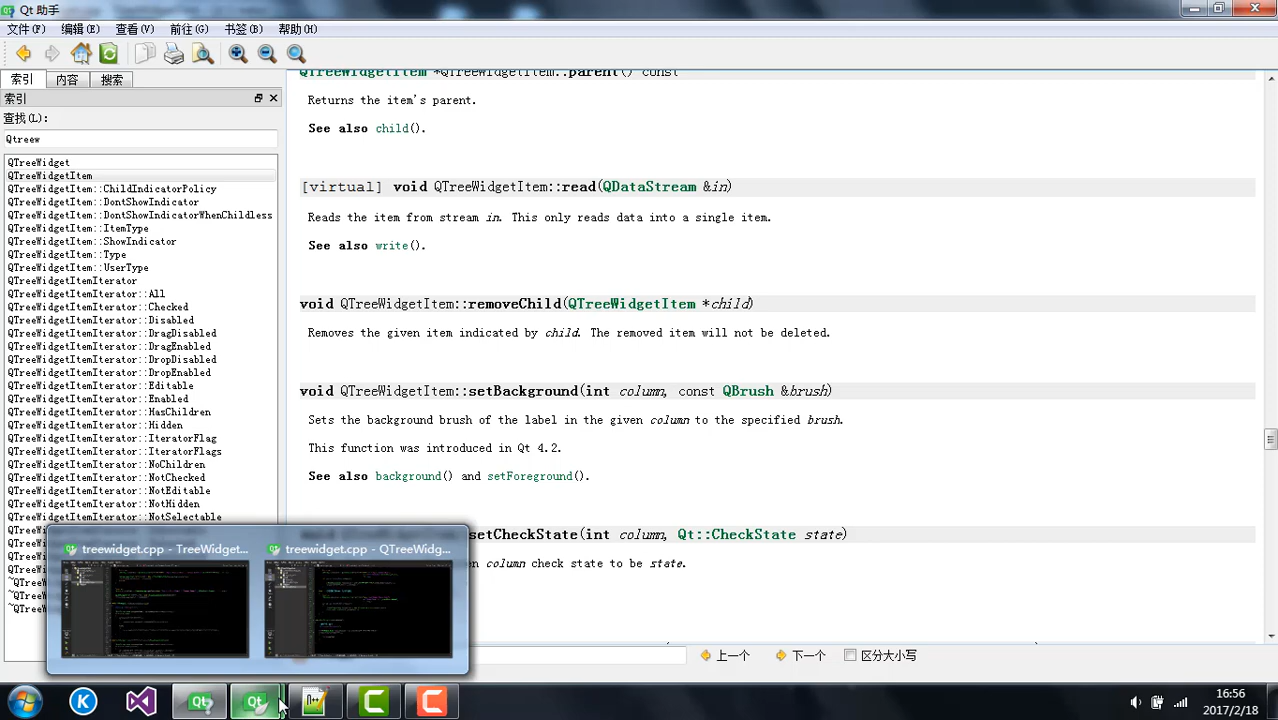 Qt 助手
文件(F) 编辑(E) 查看(V) 前往(G) 书签(B) 帮助(H)
索引 内容 搜索
索引
查找(L):
Qtreew
QTreeWidget
QTreeWidgetItem
QTreeWidgetItem::ChildIndicatorPolicy
QTreeWidgetItem::DontShowIndicator
QTreeWidgetItem::DontShowIndicatorWhenChildless
QTreeWidgetItem::ItemType
QTreeWidgetItem::ShowIndicator
QTreeWidgetItem::Type
QTreeWidgetItem::UserType
QTreeWidgetItemIterator
QTreeWidgetItemIterator::All
QTreeWidgetItemIterator::Checked
QTreeWidgetItemIterator::Disabled
QTreeWidgetItemIterator::DragDisabled
QTreeWidgetItemIterator::DragEnabled
QTreeWidgetItemIterator::DropDisabled
QTreeWidgetItemIterator::DropEnabled
QTreeWidgetItemIterator::Editable
QTreeWidgetItemIterator::Enabled
QTreeWidgetItemIterator::HasChildren
QTreeWidgetItemIterator::Hidden
QTreeWidgetItemIterator::IteratorFlag
QTreeWidgetItemIterator::IteratorFlags
QTreeWidgetItemIterator::NoChildren
QTreeWidgetItemIterator::NotChecked
QTreeWidgetItemIterator::NotEditable
QTreeWidgetItemIterator::NotHidden
QTreeWidgetItemIterator::NotSelectable
QTreeWidgetItem *QTreeWidgetItem::parent() const
Returns the item's parent.
See also child().
[virtual] void QTreeWidgetItem::read(QDataStream &in)
Reads the item from stream in. This only reads data into a single item.
See also write().
void QTreeWidgetItem::removeChild(QTreeWidgetItem *child)
Removes the given item indicated by child. The removed item will not be deleted.
void QTreeWidgetItem::setBackground(int column, const QBrush &brush)
Sets the background brush of the label in the given column to the specified brush.
This function was introduced in Qt 4.2.
See also background() and setForeground().
setCheckState(int column, Qt::CheckState state)
column check state to be state.
treewidget.cpp - TreeWidget...
treewidget.cpp - QTreeWidg...
区分大小写
16:56
2017/2/18